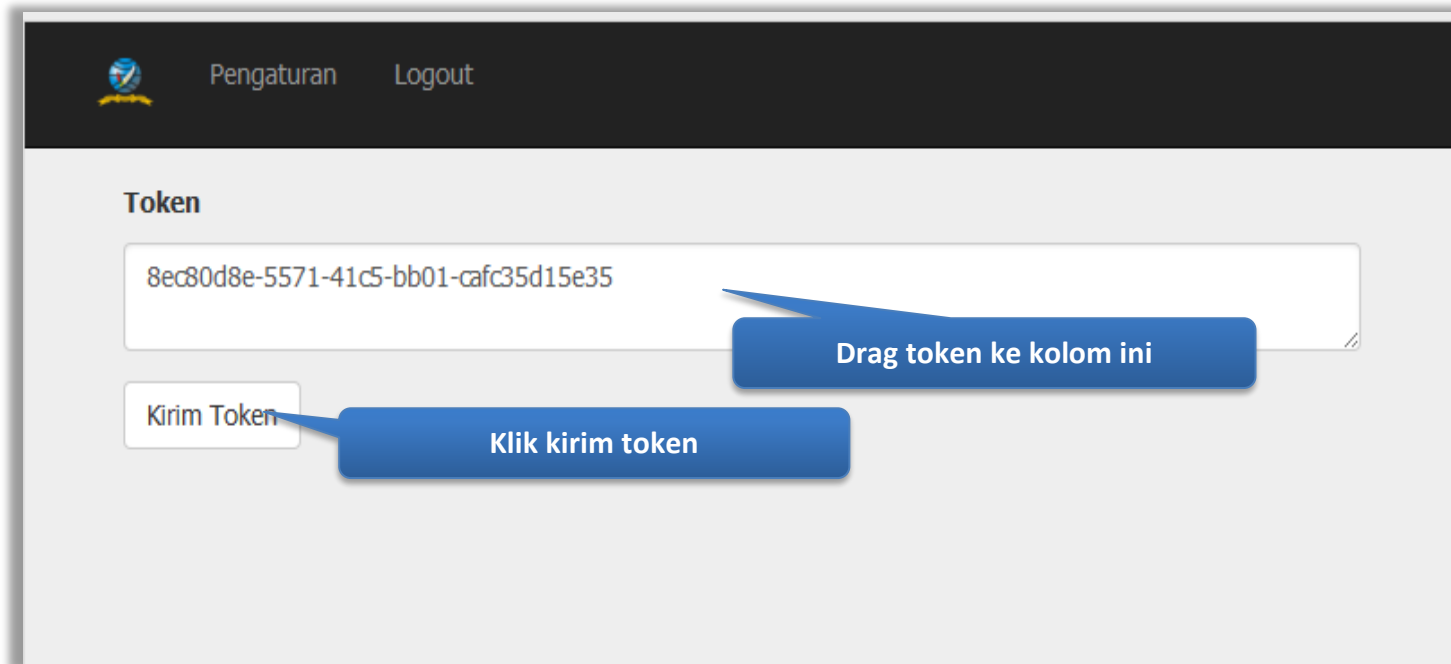 Pengaturan Logout
Token
8ec80d8e-5571-41c5-bb01-cafc35d15e35
Drag token ke kolom ini
Kirim Token
Klik kirim token